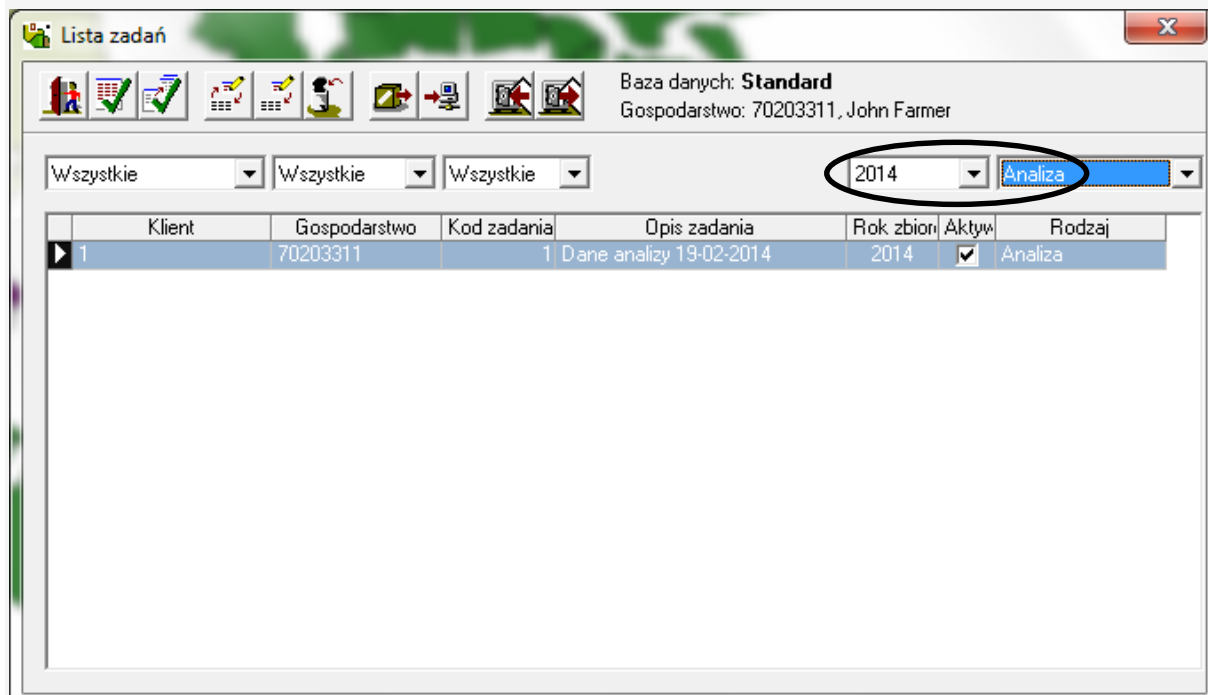 Lista zadań
Baza danych: Standard
Gospodarstwo: 70203311, John Farmer
Wszystkie Wszystkie Wszystkie 2014 Analiza
Klient Gospodarstwo Kod zadania Opis zadania Rok zbior Aktyw Rodzaj
1 70203311 1 Dane analizy 19-02-2014 2014 Analiza